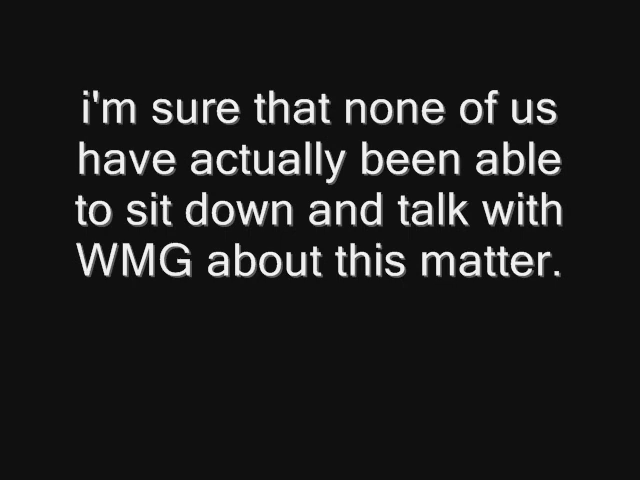 i'm sure that none of us
have actually been able
to sit down and talk with
WMG about this matter.